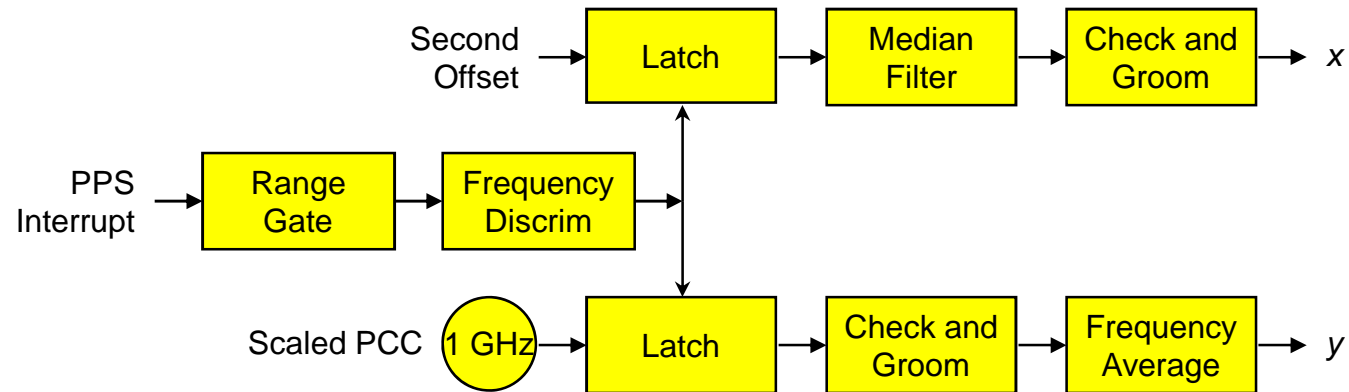 Second
Offset
Latch
Median
Filter
Check and
Groom
x
PPS
Interrupt
Range
Gate
Frequency
Discrim
Scaled PCC
1 GHz
Latch
Check and
Groom
Frequency
Average
y